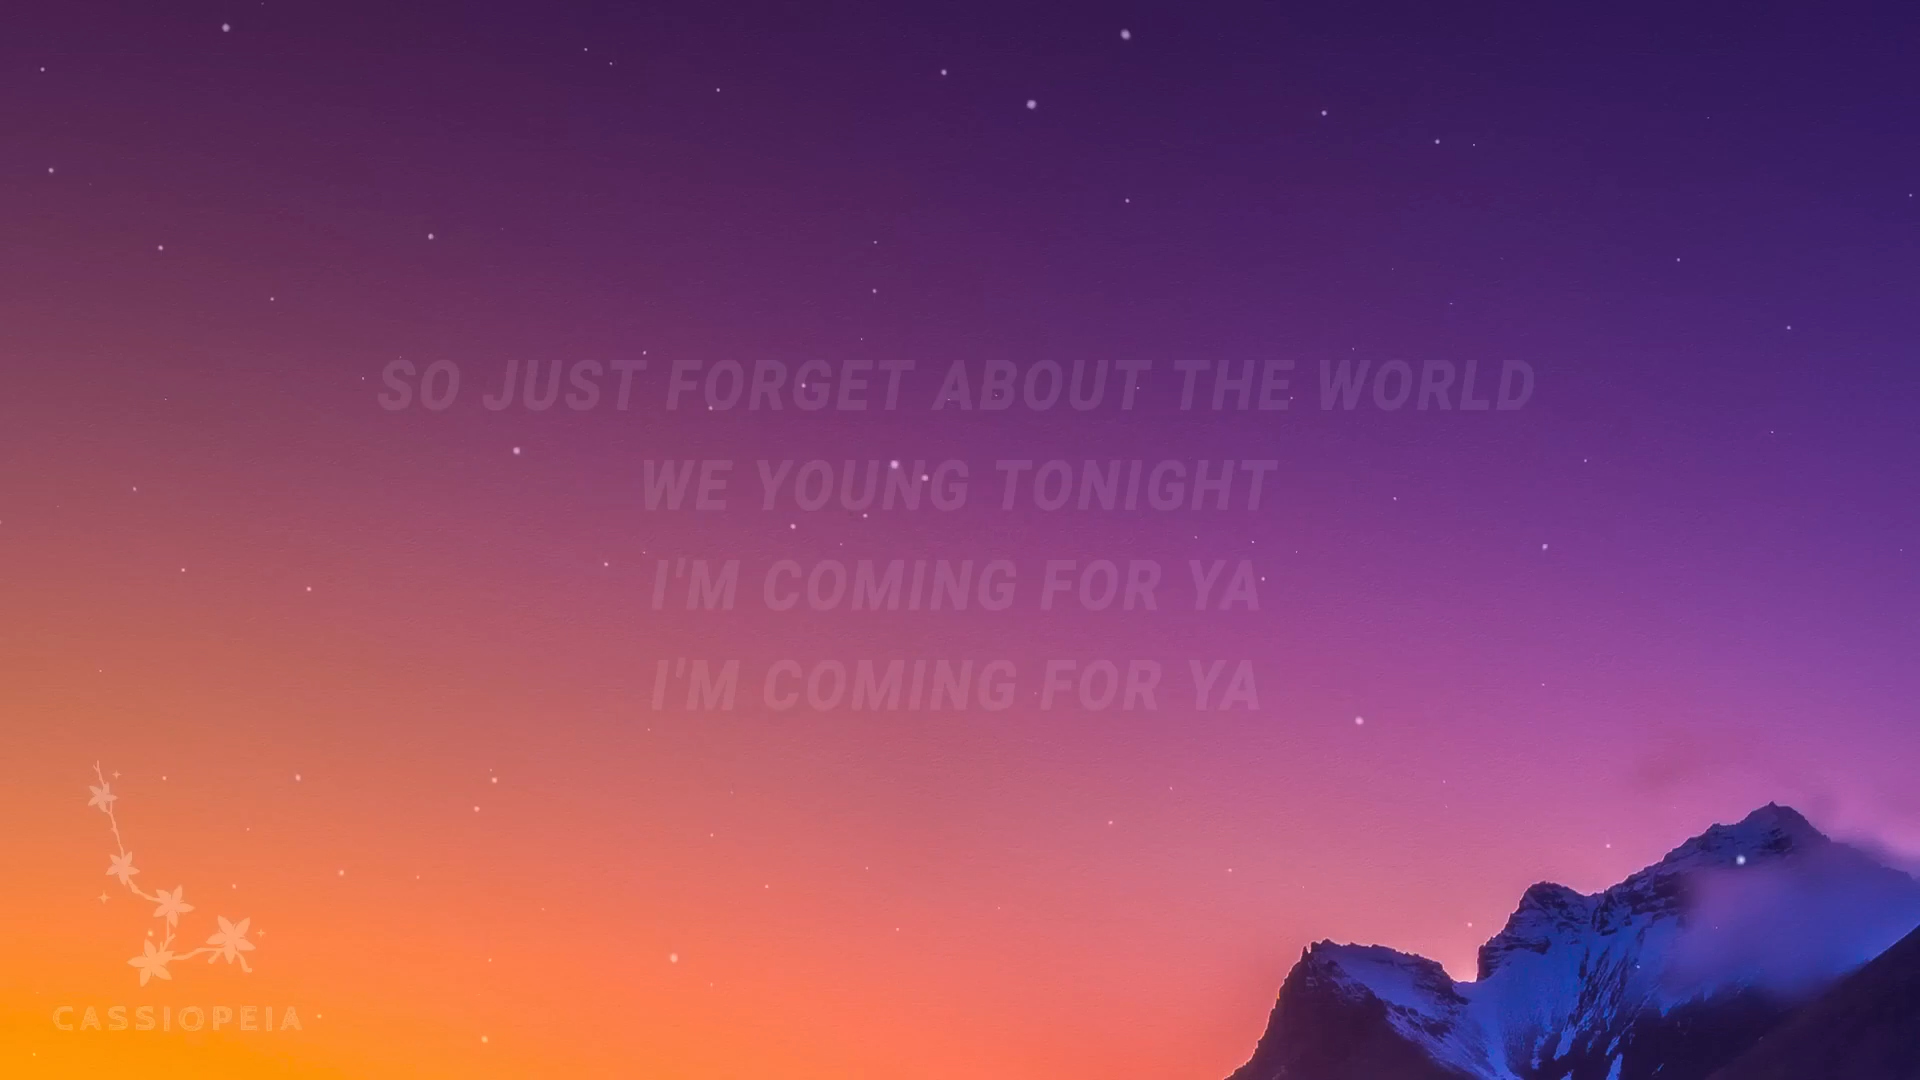 SO JUST FORGET ABOUT THE WORLD
WE YOUNG TONIGHT
I'M COMING FOR YA
I'M COMING FOR YA
CASSIOPEIA